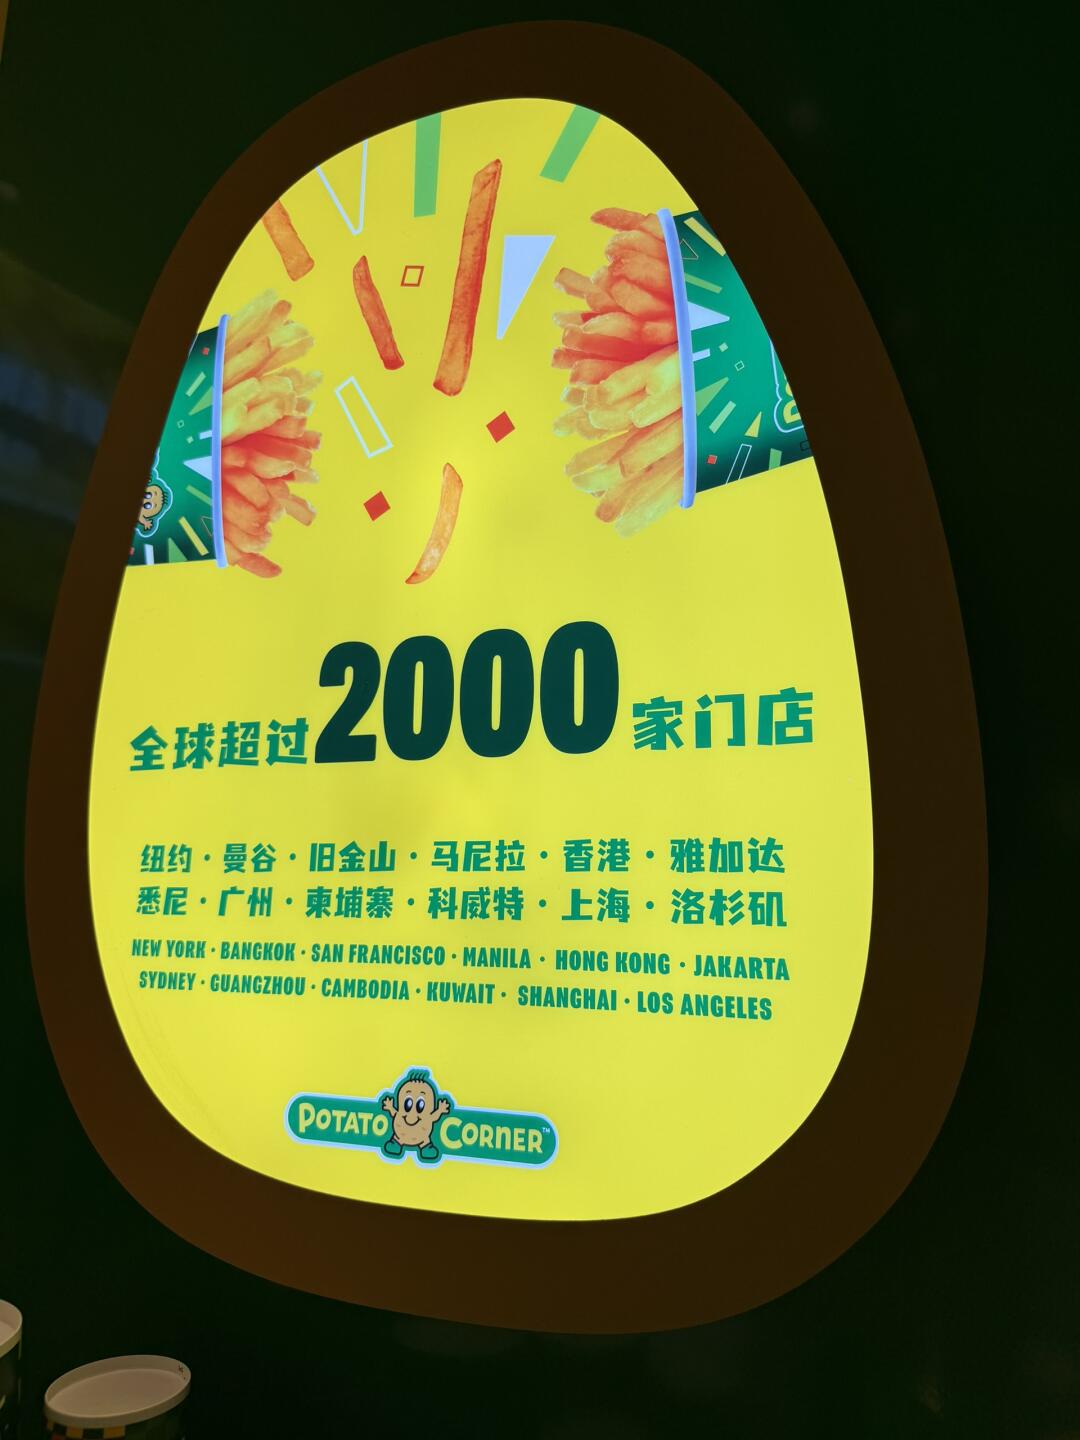 全球超过2000家门店
纽约·曼谷·旧金山·马尼拉·香港·雅加达
悉尼·广州·柬埔寨·科威特·上海·洛杉矶
NEW YORK·BANGKOK·SAN FRANCISCO·MANILA·HONG KONG·JAKARTA
SYDNEY·GUANGZHOU·CAMBODIA·KUWAIT·SHANGHAI·LOS ANGELES
POTATO CORNER™